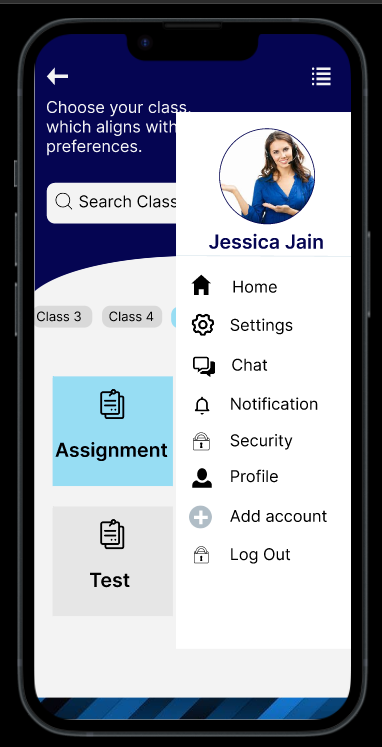 Choose your class,
which aligns with
preferences.
Search Class
Jessica Jain
Home
Settings
Chat
Notification
Security
Profile
Add account
Log Out
Class 3
Class 4
Assignment
Test